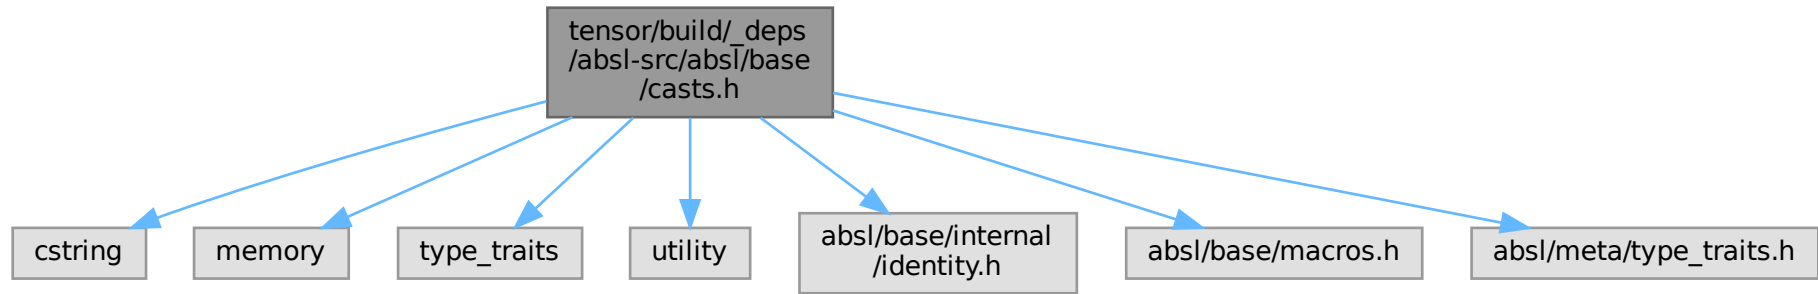 tensor/build/_deps
/absl-src/absl/base
/casts.h
cstring
memory
type_traits
utility
absl/base/internal
/identity.h
absl/base/macros.h
absl/meta/type_traits.h